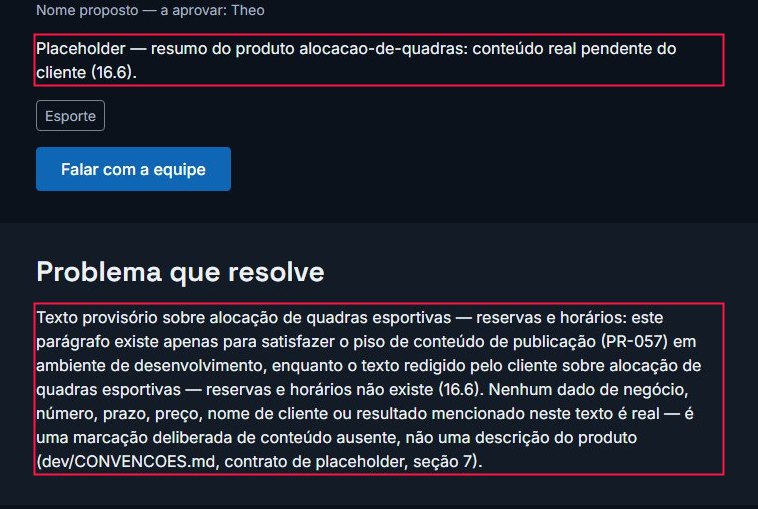 Nome proposto — a aprovar: Theo
Placeholder — resumo do produto alocacao-de-quadras: conteúdo real pendente do
cliente (16.6).
Esporte
Falar com a equipe
Problema que resolve
Texto provisório sobre alocação de quadras esportivas — reservas e horários: este
parágrafo existe apenas para satisfazer o piso de conteúdo de publicação (PR-057) em
ambiente de desenvolvimento, enquanto o texto redigido pelo cliente sobre alocação de
quadras esportivas — reservas e horários não existe (16.6). Nenhum dado de negócio,
número, prazo, preço, nome de cliente ou resultado mencionado neste texto é real — é
uma marcação deliberada de conteúdo ausente, não uma descrição do produto
(dev/CONVENCOES.md, contrato de placeholder, seção 7).